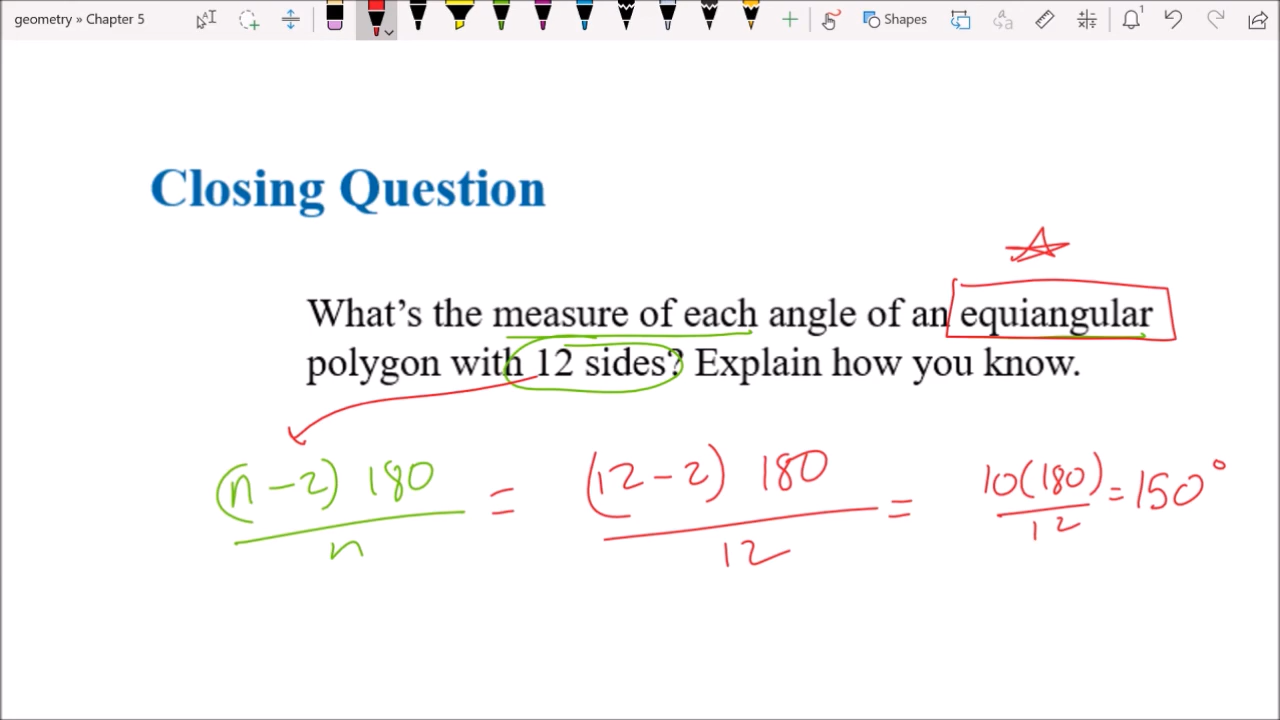 geometry » Chapter 5
Shapes
Closing Question
What's the measure of each angle of an equiangular
polygon with 12 sides? Explain how you know.
(n-2) 180 / n = (12-2) 180 / 12 = 10(180) / 12 = 150°